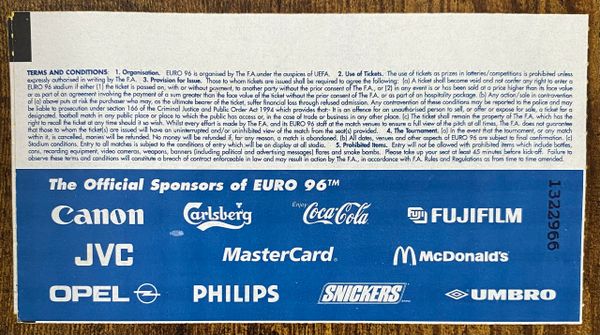 TERMS AND CONDITIONS: 1. Organisation. EURO 96 is organised by The F.A. under the auspices of UEFA. 2. Use of Tickets. The use of tickets as prizes in lotteries/competitions is prohibited unless
expressly authorised in writing by The F.A. 3. Provision for Issue. Those to whom tickets are issued shall be required to agree the following: (a) A ticket shall become void and not confer any right to enter a
EURO 96 stadium if either (1) the ticket is passed on, with or without payment, to another party without the prior consent of The F.A., or (2) in any event is or has been sold at a price higher than its face value
or as part of an agreement involving the payment of a sum greater than the face value of the ticket without the prior consent of The F.A. or as part of an hospitality package. (b) Any action/sale in contravention
of (a) above puts at risk the purchaser who may, as the ultimate bearer of the ticket, suffer financial loss through refused admission. Any contravention of these conditions may be reported to the police and may
be liable to prosecution under section 166 of the Criminal Justice and Public Order Act 1994 which provides that:- It is an offence for an unauthorised person to sell, or offer or expose for sale, a ticket for a
designated football match in any public place or place to which the public has access or, in the course of trade or business in any other place. (c) The ticket shall remain the property of The F.A. which has the
right to recall the ticket at any time should it so wish. Whilst every effort is made by The F.A. and its EURO 96 staff at the match venues to ensure a full view of the pitch at all times, The F.A. does not guarantee
that those to whom the ticket(s) are issued will have an uninterrupted and/or uninhibited view of the match from the seat(s) provided. 4. The Tournament. (a) in the event that the tournament, or any match
within it, is cancelled, monies will be refunded. No money will be refunded if, for any reason, a match is abandoned. (b) All dates, venues and other aspects of EURO 96 are subject to final confirmation. (c)
Stadium conditions. Entry to all matches is subject to the conditions of entry which will be on display at all stadia. 5. Prohibited Items. Entry will not be allowed with prohibited items which include bottles,
cans, recording equipment, video cameras, weapons, banners (including political and advertising messages) flares and smoke bombs. Please take up your seat at least 45 minutes before kick-off. Failure to
observe these terms and conditions will constitute a breach of contract enforceable in law and may result in action by The F.A., in accordance with F.A. Rules and Regulations as from time to time amended.
The Official Sponsors of EURO 96™
Canon
Carlsberg
Enjoy Coca-Cola
FUJI FUJIFILM
JVC
MasterCard
McDonald's
OPEL
PHILIPS
SNICKERS
UMBRO
1322966